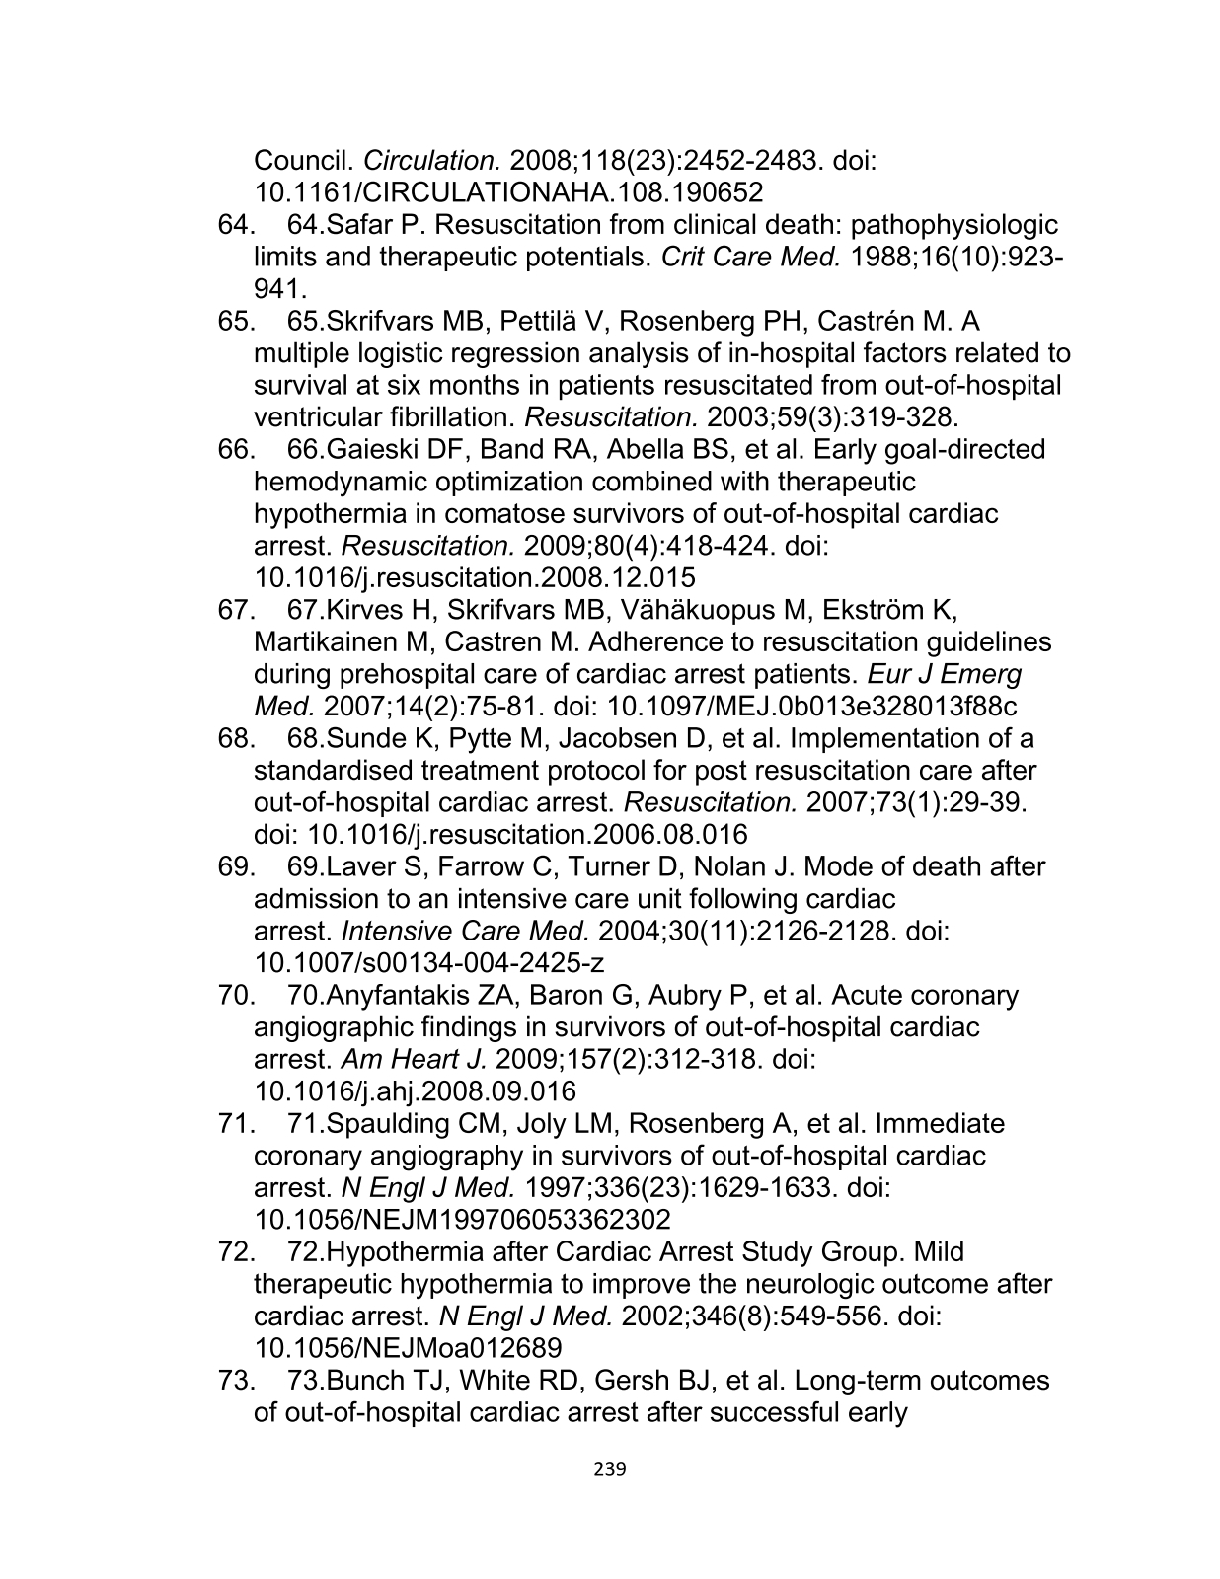 Council. Circulation. 2008;118(23):2452-2483. doi:
10.1161/CIRCULATIONAHA.108.190652
64. 64.Safar P. Resuscitation from clinical death: pathophysiologic
limits and therapeutic potentials. Crit Care Med. 1988;16(10):923-
941.
65. 65.Skrifvars MB, Pettilä V, Rosenberg PH, Castrén M. A
multiple logistic regression analysis of in-hospital factors related to
survival at six months in patients resuscitated from out-of-hospital
ventricular fibrillation. Resuscitation. 2003;59(3):319-328.
66. 66.Gaieski DF, Band RA, Abella BS, et al. Early goal-directed
hemodynamic optimization combined with therapeutic
hypothermia in comatose survivors of out-of-hospital cardiac
arrest. Resuscitation. 2009;80(4):418-424. doi:
10.1016/j.resuscitation.2008.12.015
67. 67.Kirves H, Skrifvars MB, Vähäkuopus M, Ekström K,
Martikainen M, Castren M. Adherence to resuscitation guidelines
during prehospital care of cardiac arrest patients. Eur J Emerg
Med. 2007;14(2):75-81. doi: 10.1097/MEJ.0b013e328013f88c
68. 68.Sunde K, Pytte M, Jacobsen D, et al. Implementation of a
standardised treatment protocol for post resuscitation care after
out-of-hospital cardiac arrest. Resuscitation. 2007;73(1):29-39.
doi: 10.1016/j.resuscitation.2006.08.016
69. 69.Laver S, Farrow C, Turner D, Nolan J. Mode of death after
admission to an intensive care unit following cardiac
arrest. Intensive Care Med. 2004;30(11):2126-2128. doi:
10.1007/s00134-004-2425-z
70. 70.Anyfantakis ZA, Baron G, Aubry P, et al. Acute coronary
angiographic findings in survivors of out-of-hospital cardiac
arrest. Am Heart J. 2009;157(2):312-318. doi:
10.1016/j.ahj.2008.09.016
71. 71.Spaulding CM, Joly LM, Rosenberg A, et al. Immediate
coronary angiography in survivors of out-of-hospital cardiac
arrest. N Engl J Med. 1997;336(23):1629-1633. doi:
10.1056/NEJM199706053362302
72. 72.Hypothermia after Cardiac Arrest Study Group. Mild
therapeutic hypothermia to improve the neurologic outcome after
cardiac arrest. N Engl J Med. 2002;346(8):549-556. doi:
10.1056/NEJMoa012689
73. 73.Bunch TJ, White RD, Gersh BJ, et al. Long-term outcomes
of out-of-hospital cardiac arrest after successful early
239